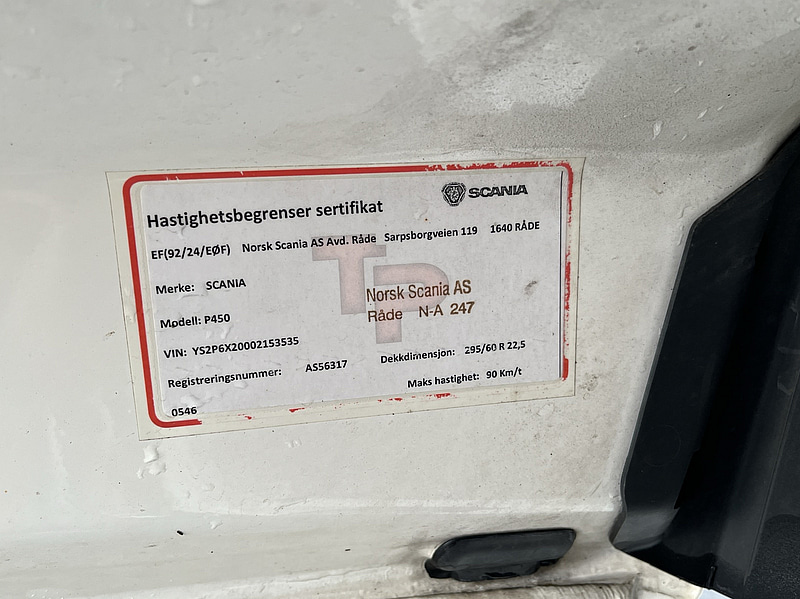 SCANIA
Hastighetsbegrenser sertifikat
EF(92/24/EØF) Norsk Scania AS Avd. Råde Sarpsborgveien 119 1640 RÅDE
TP
Merke: SCANIA
Norsk Scania AS
Modell: P450
Råde N-A 247
VIN: YS2P6X20002153535
Registreringsnummer: AS56317 Dekkdimensjon: 295/60 R 22,5
Maks hastighet: 90 Km/t
0546